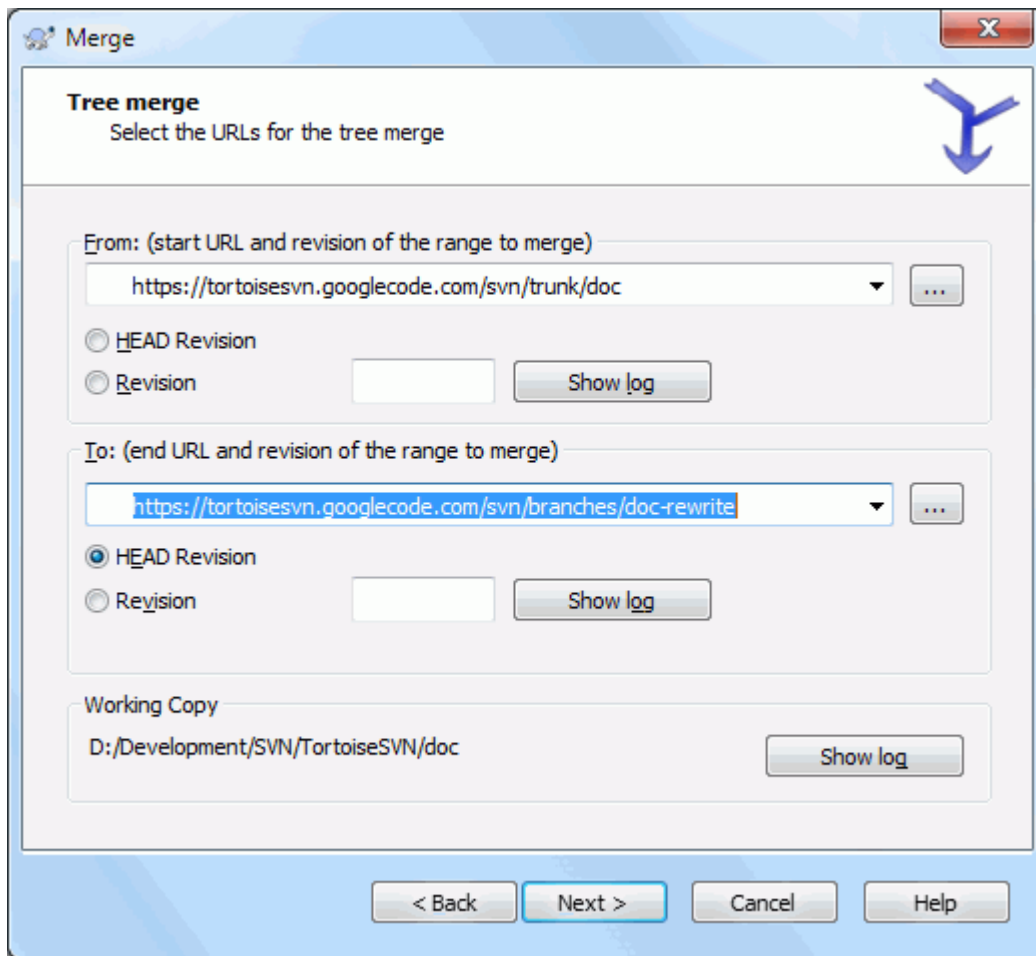 Merge
Tree merge
Select the URLs for the tree merge
From: (start URL and revision of the range to merge)
https://tortoisesvn.googlecode.com/svn/trunk/doc
...
HEAD Revision
Revision
Show log
To: (end URL and revision of the range to merge)
https://tortoisesvn.googlecode.com/svn/branches/doc-rewrite
...
HEAD Revision
Revision
Show log
Working Copy
D:/Development/SVN/TortoiseSVN/doc
Show log
< Back Next > Cancel Help